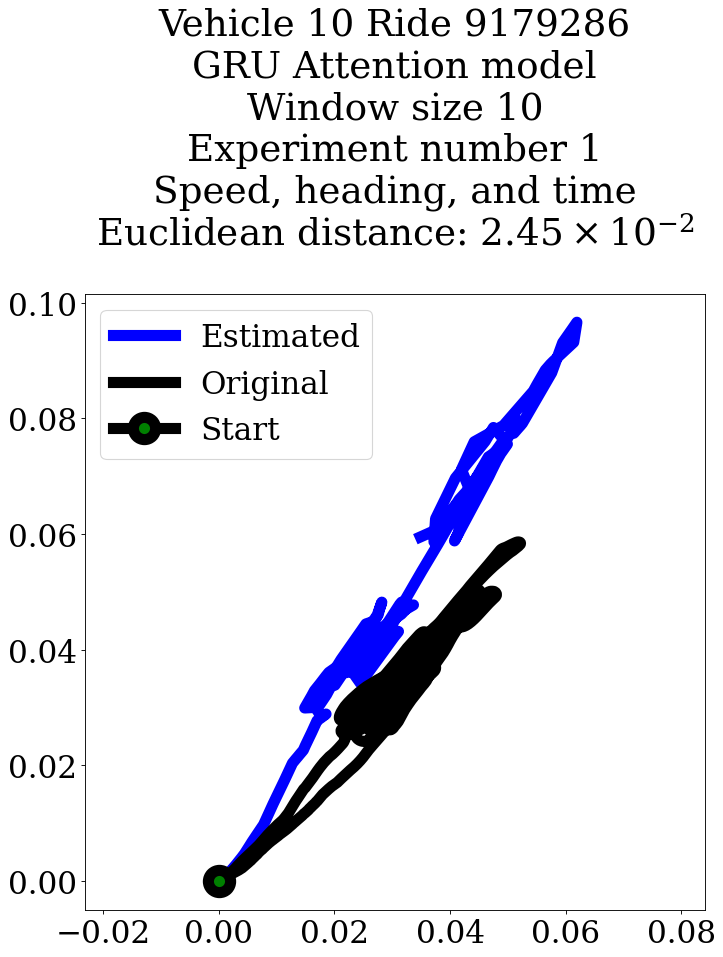 Vehicle 10 Ride 9179286
GRU Attention model
Window size 10
Experiment number 1
Speed, heading, and time
Euclidean distance: 2.45 × 10⁻²
0.10
Estimated
Original
Start
0.08
0.06
0.04
0.02
0.00
−0.02 0.00 0.02 0.04 0.06 0.08